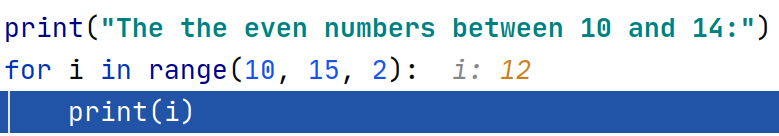 print("The the even numbers between 10 and 14:")
for i in range(10, 15, 2):  i: 12
    print(i)